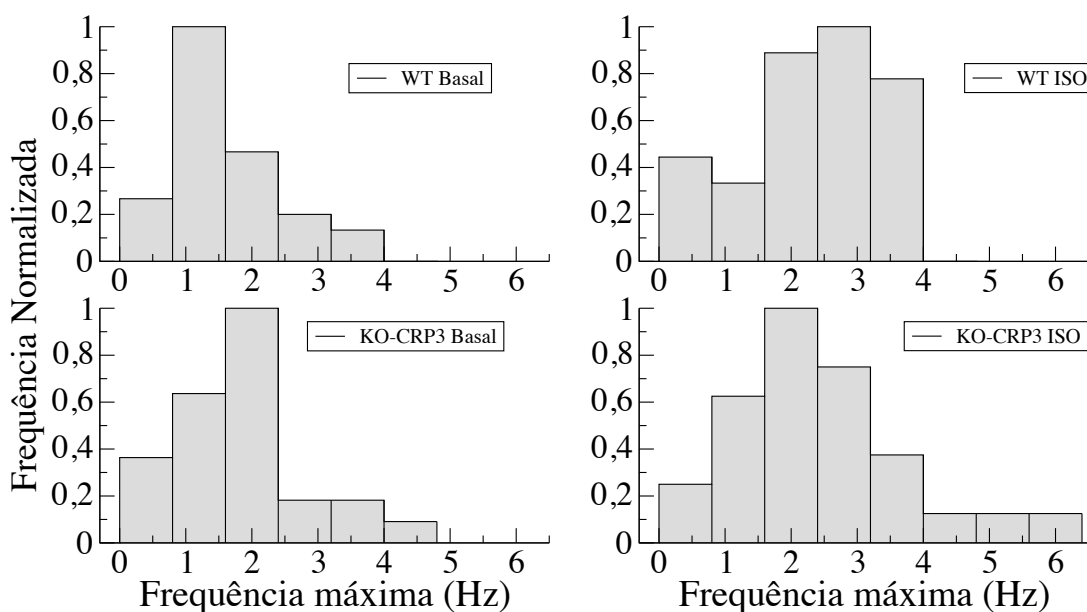 Frequência Normalizada
1
0,8
0,6
0,4
0,2
0
0 1 2 3 4 5 6
WT Basal
1
0,8
0,6
0,4
0,2
0
0 1 2 3 4 5 6
WT ISO
1
0,8
0,6
0,4
0,2
0
0 1 2 3 4 5 6
KO-CRP3 Basal
Frequência máxima (Hz)
1
0,8
0,6
0,4
0,2
0
0 1 2 3 4 5 6
KO-CRP3 ISO
Frequência máxima (Hz)